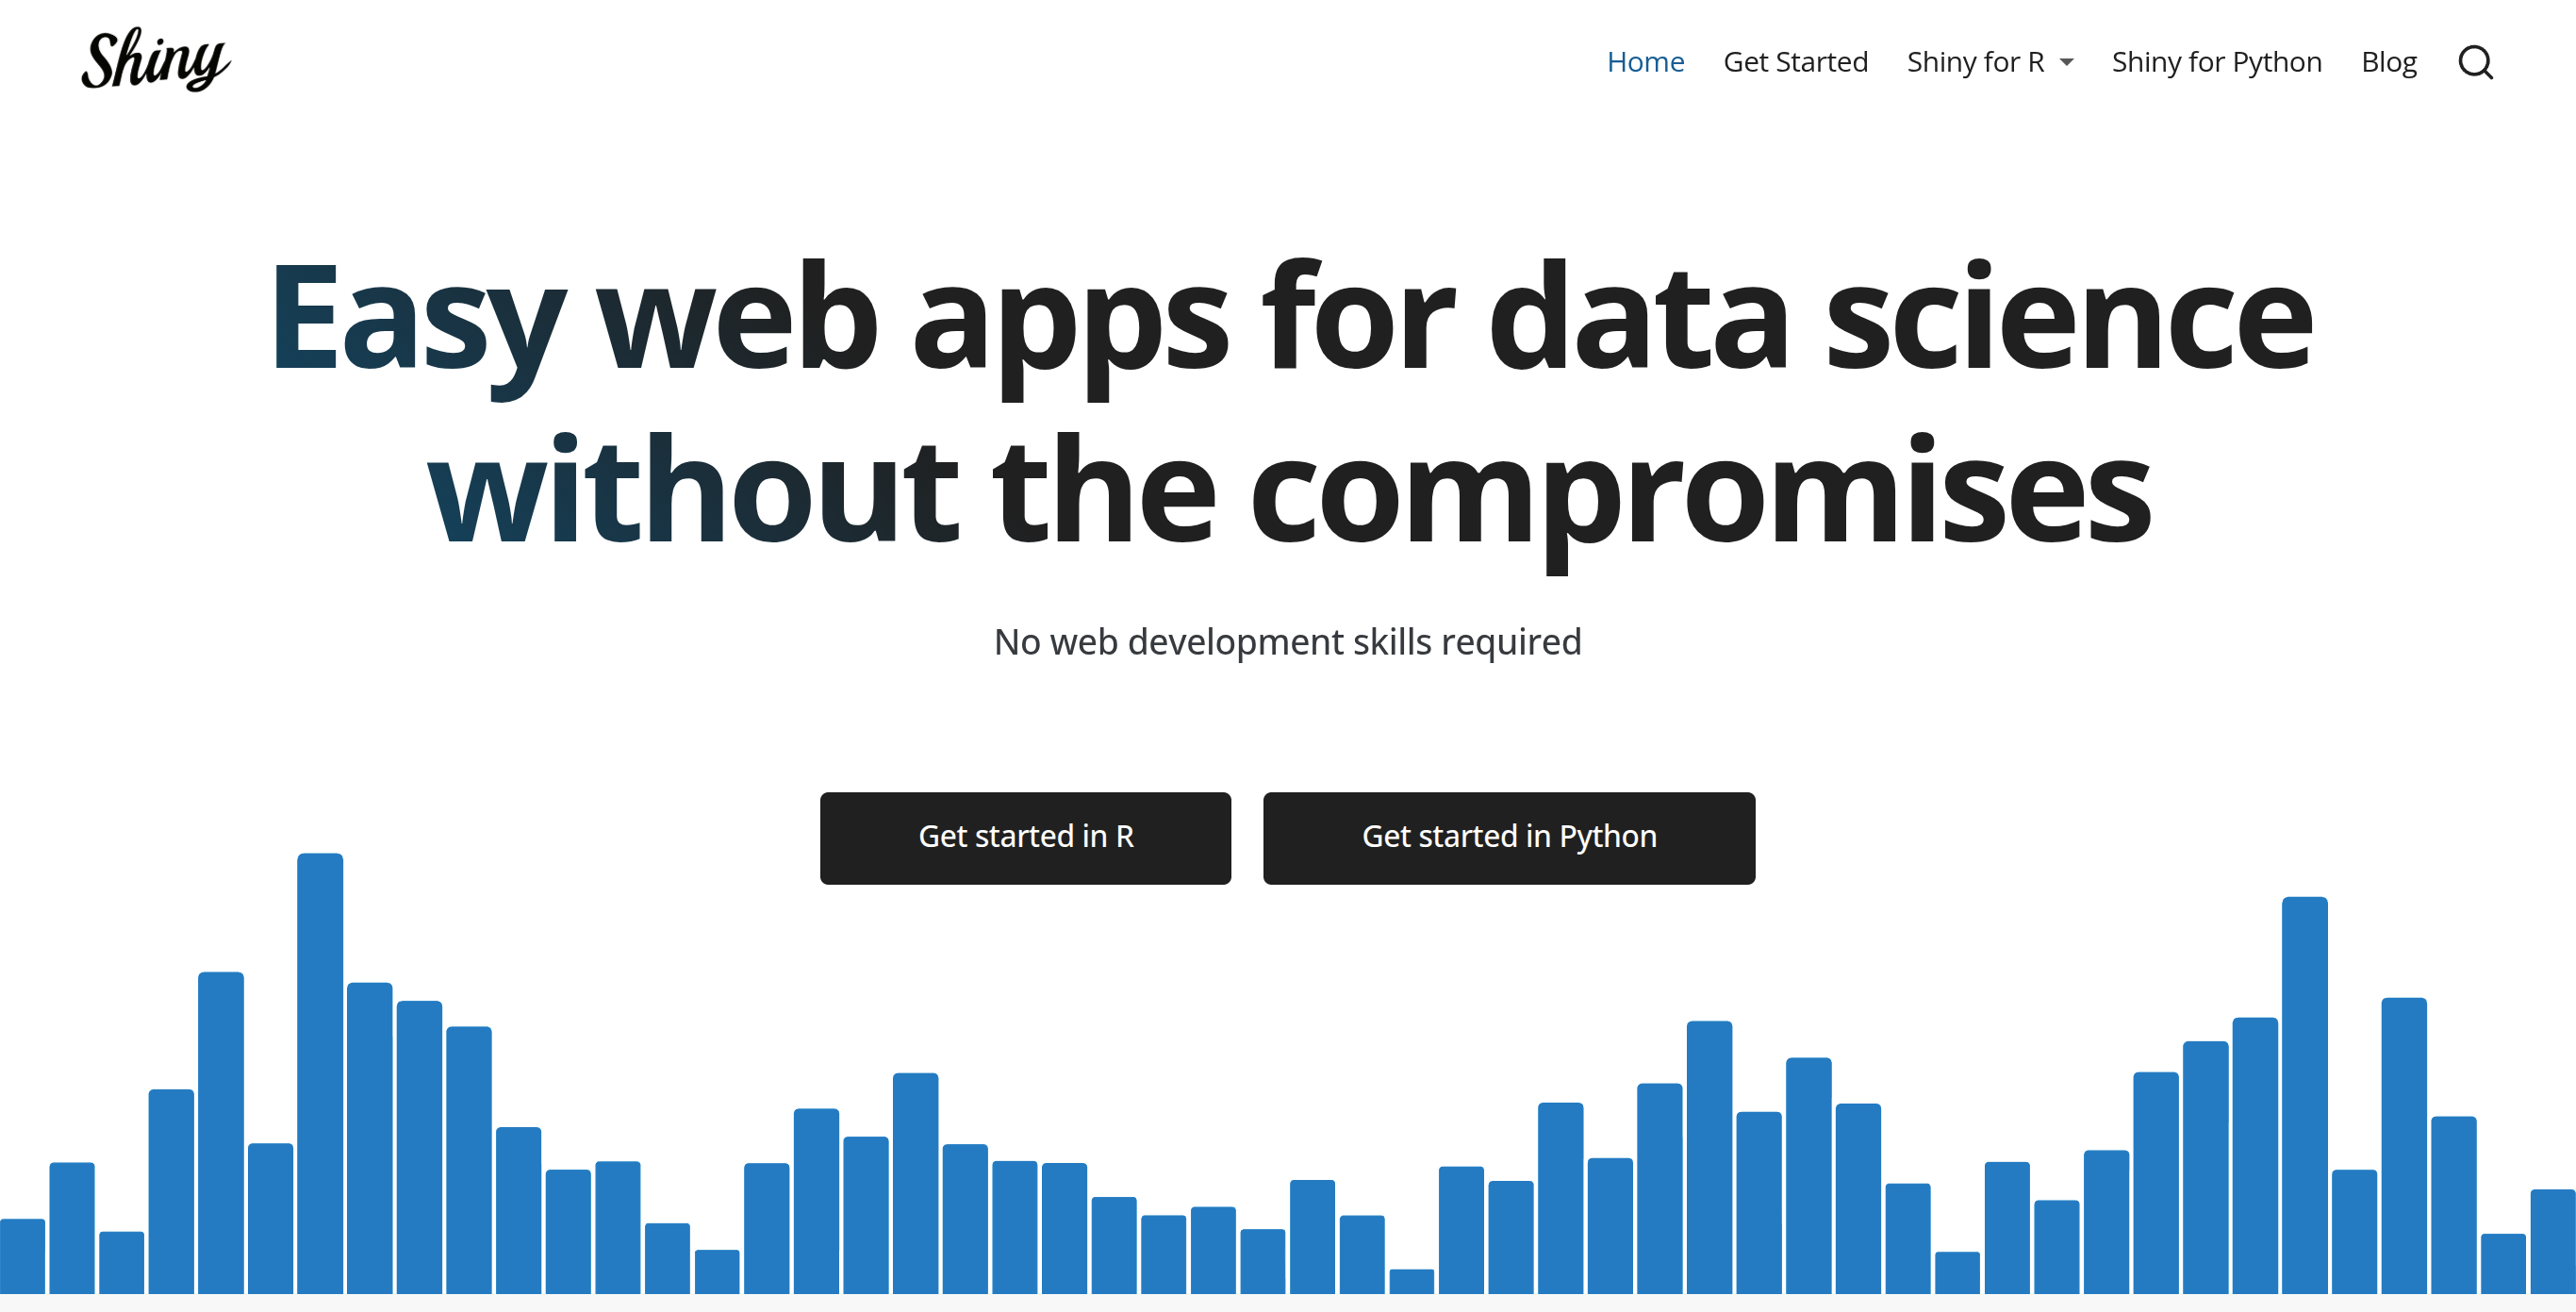 Shiny
Home Get Started Shiny for R Shiny for Python Blog
Easy web apps for data science
without the compromises
No web development skills required
Get started in R Get started in Python